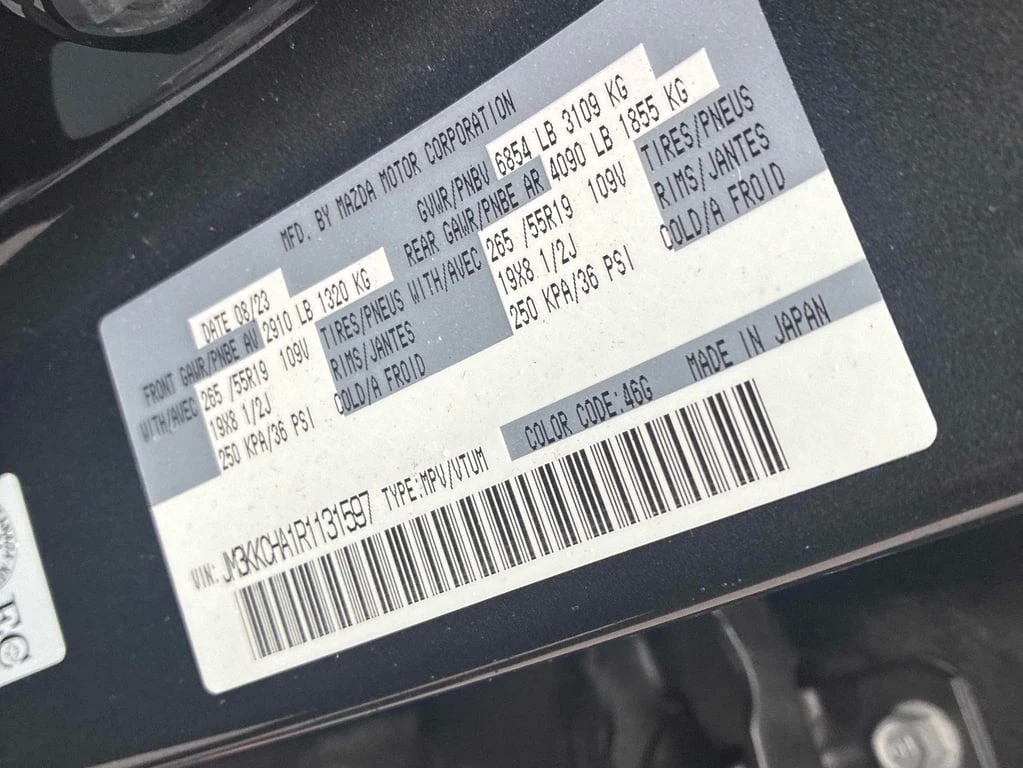 MFD. BY MAZDA MOTOR CORPORATION
DATE 08/23
GVWR/PNBV 6854 LB 3109 KG
FRONT GAWR/PNBE AV 2910 LB 1320 KG
REAR GAWR/PNBE AR 4090 LB 1855 KG
WITH/AVEC 265 /55R19 109V TIRES/PNEUS
WITH/AVEC 265 /55R19 109V TIRES/PNEUS
19X8 1/2J RIMS/JANTES
19X8 1/2J RIMS/JANTES
250 KPA/36 PSI COLD/A FROID
250 KPA/36 PSI COLD/A FROID
COLOR CODE:46G MADE IN JAPAN
VIN: JM3KKCHA1R1131597 TYPE:MPV/VTUM